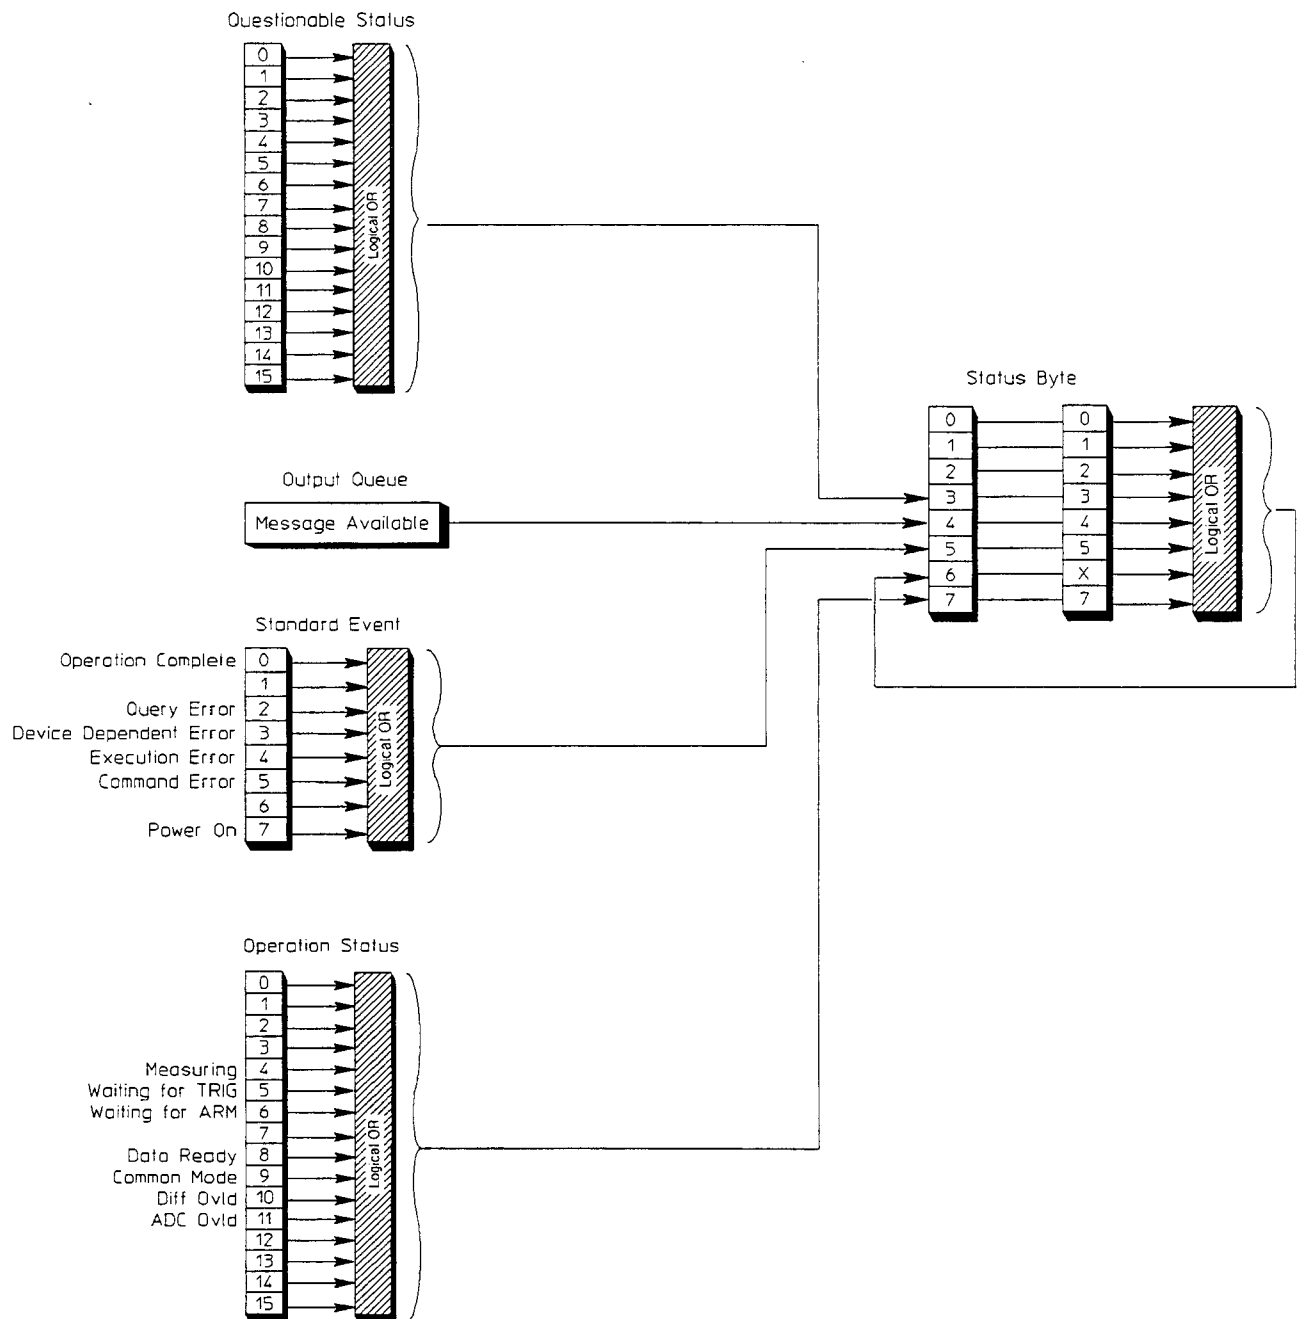 Questionable Status
0
1
2
3
4
5
6
7
8
9
10
11
12
13
14
15
Logical OR
Status Byte
0
1
2
3
4
5
6
7
0
1
2
3
4
5
X
7
Logical OR
Output Queue
Message Available
Standard Event
Operation Complete 0
1
Query Error 2
Device Dependent Error 3
Execution Error 4
Command Error 5
6
Power On 7
Logical OR
Operation Status
0
1
2
3
Measuring 4
Waiting for TRIG 5
Waiting for ARM 6
7
Data Ready 8
Common Mode 9
Diff Ovld 10
ADC Ovld 11
12
13
14
15
Logical OR